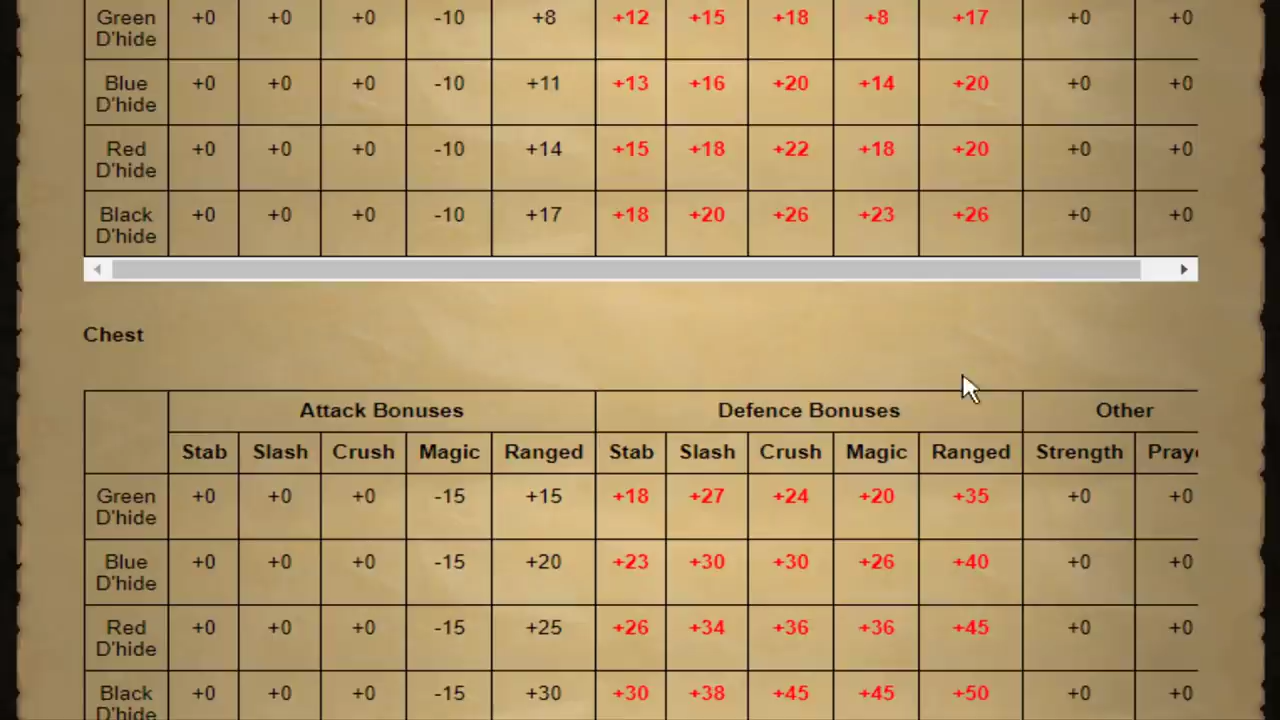 Green D'hide +0 +0 +0 -10 +8 +12 +15 +18 +8 +17 +0 +0
Blue D'hide +0 +0 +0 -10 +11 +13 +16 +20 +14 +20 +0 +0
Red D'hide +0 +0 +0 -10 +14 +15 +18 +22 +18 +20 +0 +0
Black D'hide +0 +0 +0 -10 +17 +18 +20 +26 +23 +26 +0 +0
Chest
Attack Bonuses Defence Bonuses Other
Stab Slash Crush Magic Ranged Stab Slash Crush Magic Ranged Strength Praye
Green D'hide +0 +0 +0 -15 +15 +18 +27 +24 +20 +35 +0 +0
Blue D'hide +0 +0 +0 -15 +20 +23 +30 +30 +26 +40 +0 +0
Red D'hide +0 +0 +0 -15 +25 +26 +34 +36 +36 +45 +0 +0
Black D'hide +0 +0 +0 -15 +30 +30 +38 +45 +45 +50 +0 +0